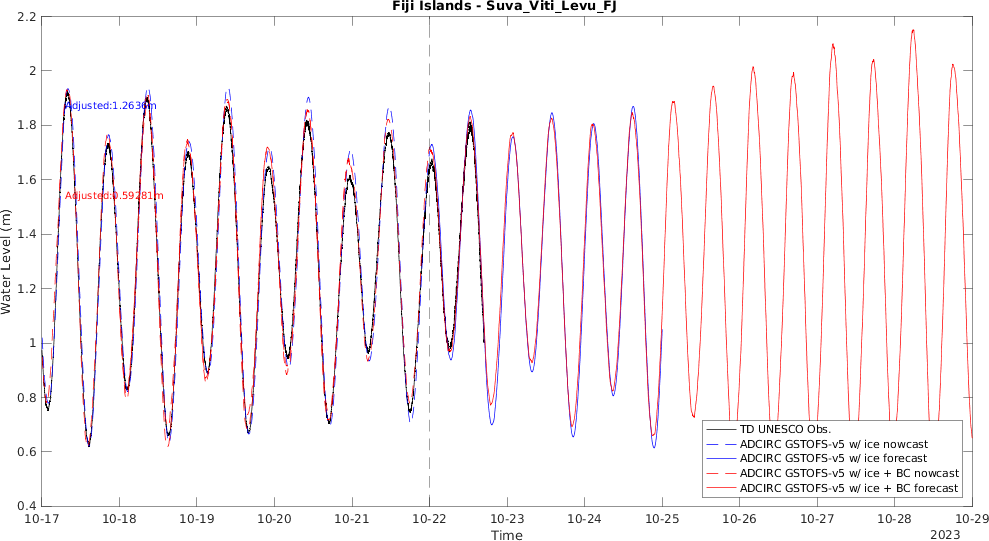 Fiji Islands - Suva_Viti_Levu_FJ
2.2
2
1.8
1.6
1.4
1.2
1
0.8
0.6
0.4
Water Level (m)
Adjusted:1.2636m
Adjusted:0.59281m
TD UNESCO Obs.
ADCIRC GSTOFS-v5 w/ ice nowcast
ADCIRC GSTOFS-v5 w/ ice forecast
ADCIRC GSTOFS-v5 w/ ice + BC nowcast
ADCIRC GSTOFS-v5 w/ ice + BC forecast
10-17 10-18 10-19 10-20 10-21 10-22 10-23 10-24 10-25 10-26 10-27 10-28 10-29
Time
2023